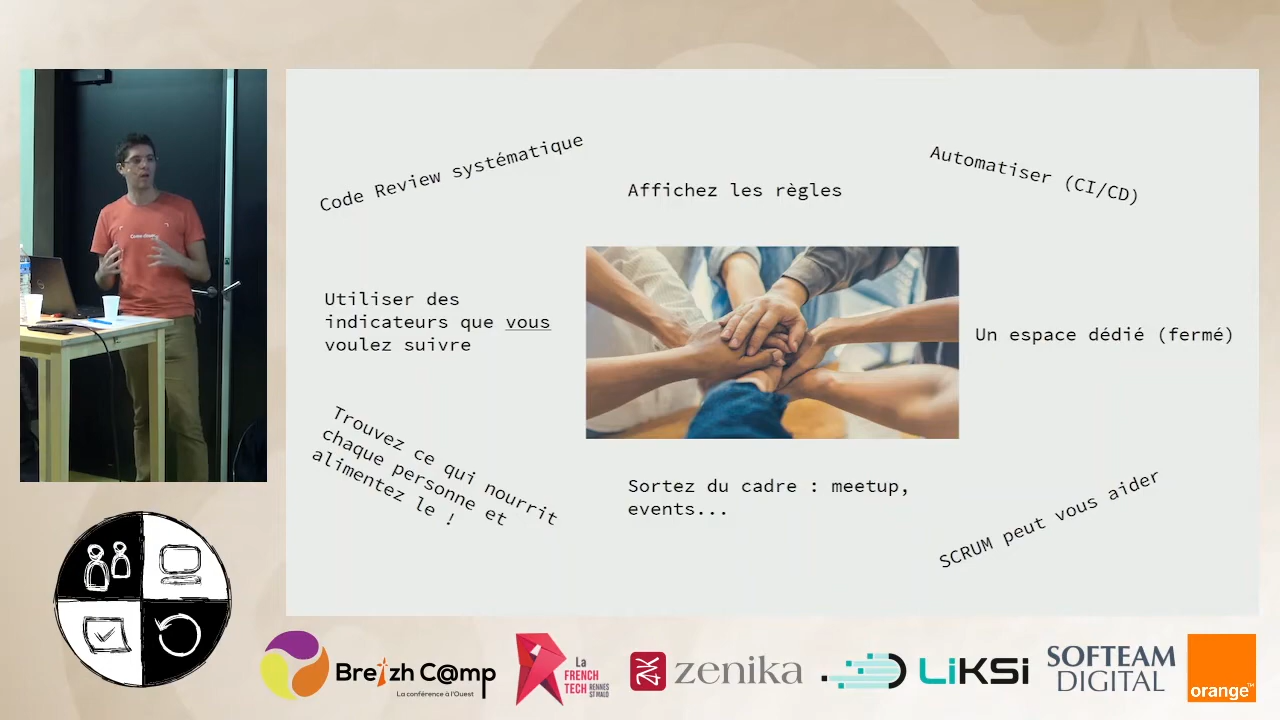 Code Review systématique
Affichez les règles
Automatiser (CI/CD)
Utiliser des
indicateurs que vous
voulez suivre
Un espace dédié (fermé)
Trouvez ce qui nourrit
chaque personne et
alimentez le !
Sortez du cadre : meetup,
events...
SCRUM peut vous aider
Breizh C@mp
La conférence à l'Ouest
La
FRENCH
TECH RENNES
ST MALO
zenika
LiKSi
SOFTEAM
DIGITAL
orange™